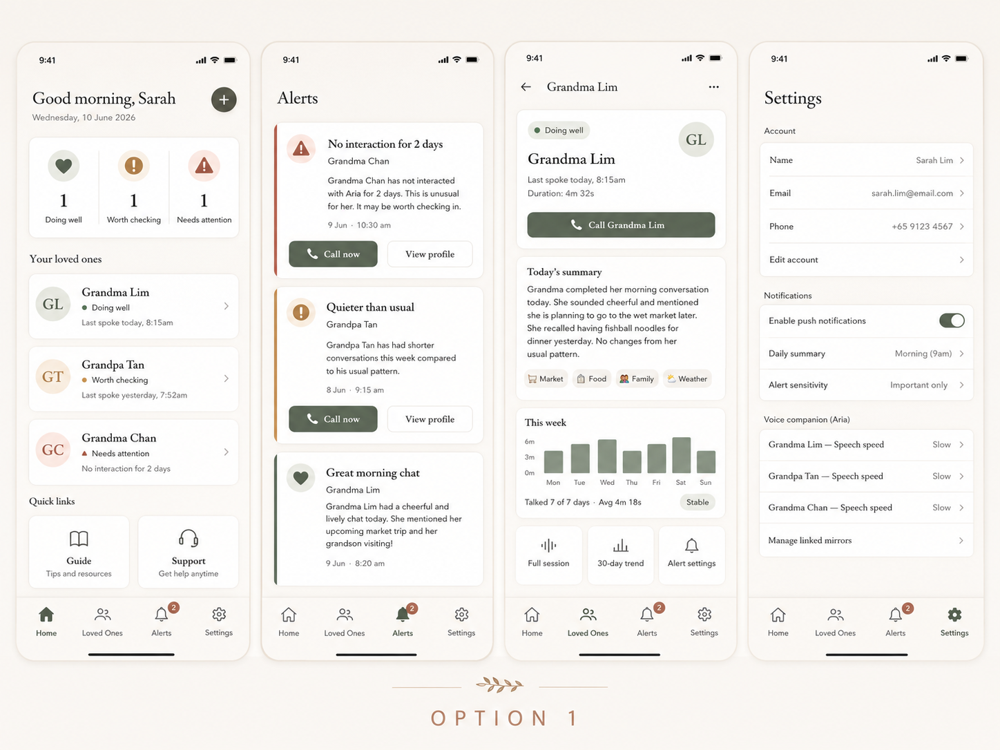 9:41
Good morning, Sarah
Wednesday, 10 June 2026
1
Doing well
1
Worth checking
1
Needs attention
Your loved ones
GL
Grandma Lim
Doing well
Last spoke today, 8:15am
GT
Grandpa Tan
Worth checking
Last spoke yesterday, 7:52am
GC
Grandma Chan
Needs attention
No interaction for 2 days
Quick links
Guide
Tips and resources
Support
Get help anytime
Home
Loved Ones
2
Alerts
Settings
9:41
Alerts
No interaction for 2 days
Grandma Chan
Grandma Chan has not interacted
with Aria for 2 days. This is unusual
for her. It may be worth checking in.
9 Jun · 10:30 am
Call now
View profile
Quieter than usual
Grandpa Tan
Grandpa Tan has had shorter
conversations this week compared
to his usual pattern.
8 Jun · 9:15 am
Call now
View profile
Great morning chat
Grandma Lim
Grandma Lim had a cheerful and
lively chat today. She mentioned her
upcoming market trip and her
grandson visiting!
9 Jun · 8:20 am
Home
Loved Ones
2
Alerts
Settings
9:41
Grandma Lim
Doing well
GL
Grandma Lim
Last spoke today, 8:15am
Duration: 4m 32s
Call Grandma Lim
Today's summary
Grandma completed her morning conversation
today. She sounded cheerful and mentioned
she is planning to go to the wet market later.
She recalled having fishball noodles for
dinner yesterday. No changes from her
usual pattern.
Market
Food
Family
Weather
This week
6m
3m
0m
Mon Tue Wed Thu Fri Sat Sun
Talked 7 of 7 days · Avg 4m 18s
Stable
Full session
30-day trend
Alert settings
Home
Loved Ones
2
Alerts
Settings
9:41
Settings
Account
Name Sarah Lim
Email sarah.lim@email.com
Phone +65 9123 4567
Edit account
Notifications
Enable push notifications
Daily summary Morning (9am)
Alert sensitivity Important only
Voice companion (Aria)
Grandma Lim — Speech speed Slow
Grandpa Tan — Speech speed Slow
Grandma Chan — Speech speed Slow
Manage linked mirrors
Home
Loved Ones
2
Alerts
Settings
OPTION 1